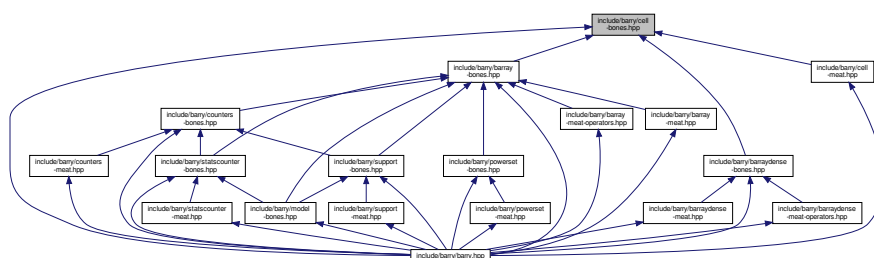 include/barry/cell
-bones.hpp
include/barry/barray
-bones.hpp
include/barry/cell
-meat.hpp
include/barry/counters
-bones.hpp
include/barry/barray
-meat-operators.hpp
include/barry/barray
-meat.hpp
include/barry/counters
-meat.hpp
include/barry/statscounter
-bones.hpp
include/barry/support
-bones.hpp
include/barry/powerset
-bones.hpp
include/barry/barraydense
-bones.hpp
include/barry/statscounter
-meat.hpp
include/barry/model
-bones.hpp
include/barry/support
-meat.hpp
include/barry/powerset
-meat.hpp
include/barry/barraydense
-meat.hpp
include/barry/barraydense
-meat-operators.hpp
include/barry/barry.hpp